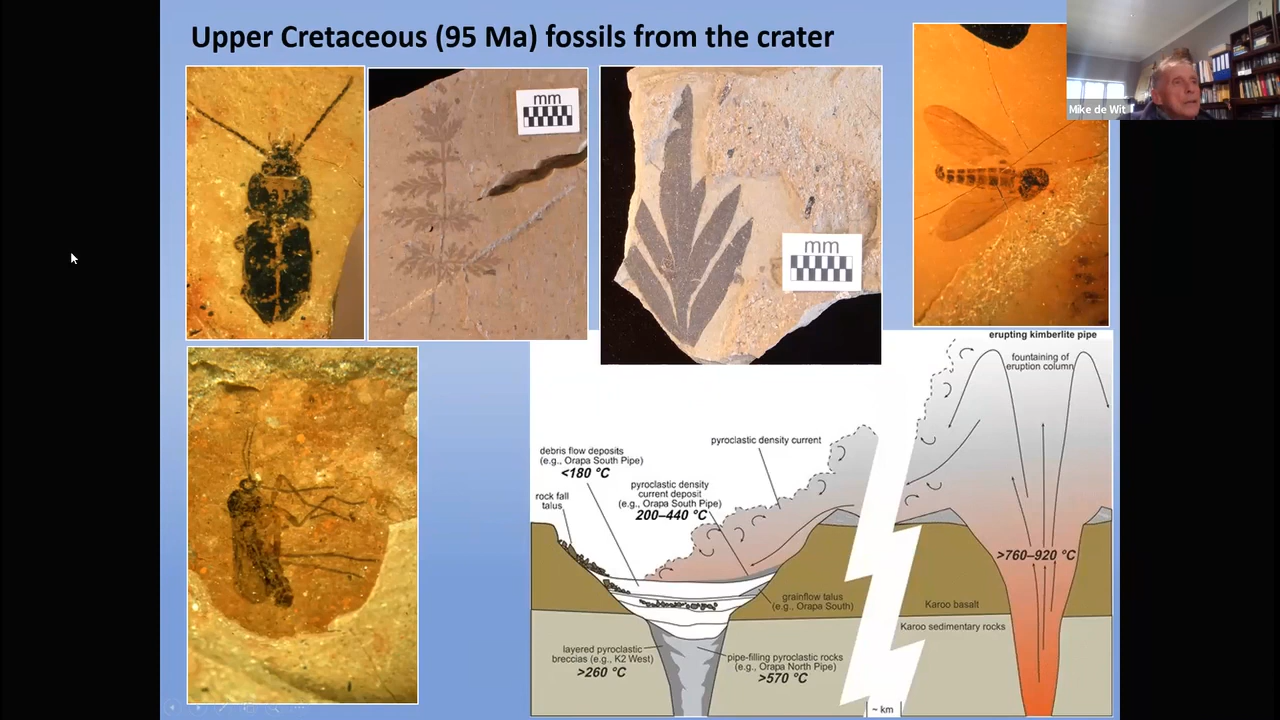 Upper Cretaceous (95 Ma) fossils from the crater
Mike de Wit
mm
mm
erupting kimberlite pipe
fountaining of
eruption column
pyroclastic density current
debris flow deposits
(e.g., Orapa South Pipe)
<180 °C
pyroclastic density
current deposit
(e.g., Orapa South Pipe)
200–440 °C
rock fall
talus
>760–920 °C
grainflow talus
(e.g., Orapa South)
Karoo basalt
Karoo sedimentary rocks
layered pyroclastic
breccias (e.g., K2 West)
>260 °C
pipe-filling pyroclastic rocks
(e.g., Orapa North Pipe)
>570 °C
~ km